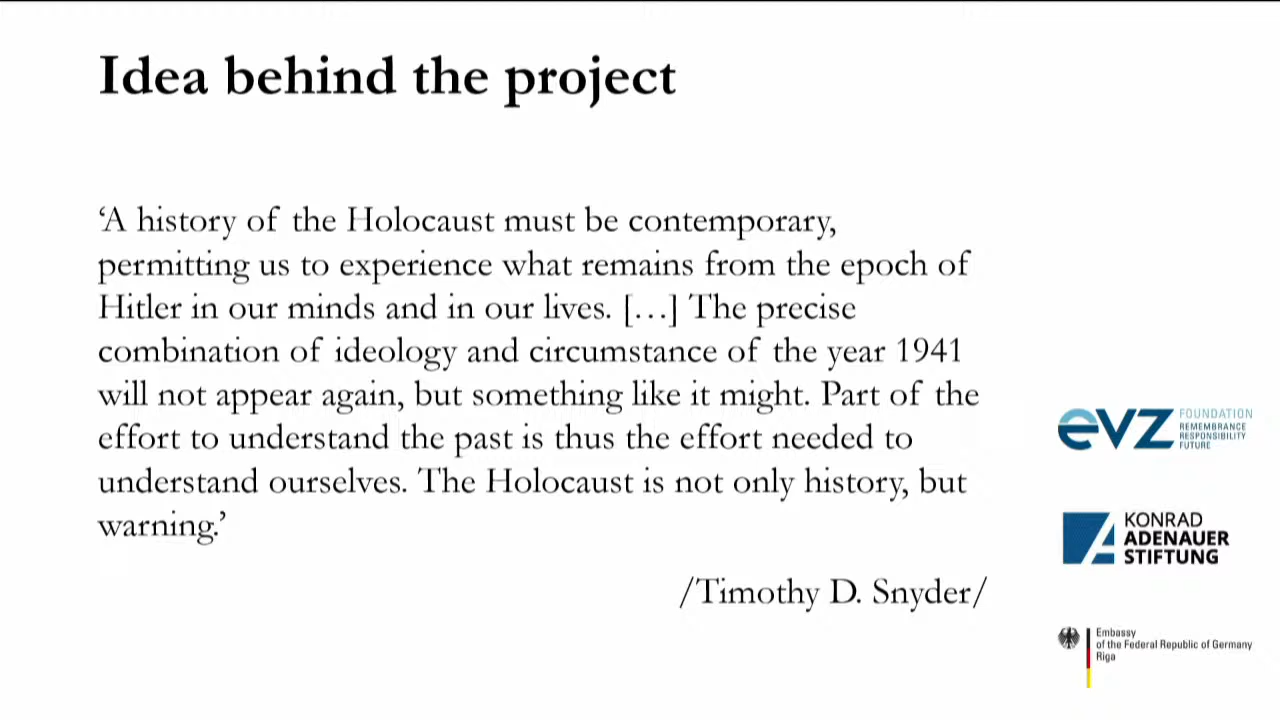 Idea behind the project
‘A history of the Holocaust must be contemporary,
permitting us to experience what remains from the epoch of
Hitler in our minds and in our lives. […] The precise
combination of ideology and circumstance of the year 1941
will not appear again, but something like it might. Part of the
effort to understand the past is thus the effort needed to
understand ourselves. The Holocaust is not only history, but
warning.’
/Timothy D. Snyder/
eVZ
FOUNDATION
REMEMBRANCE
RESPONSIBILITY
FUTURE
KONRAD
ADENAUER
STIFTUNG
Embassy
of the Federal Republic of Germany
Riga